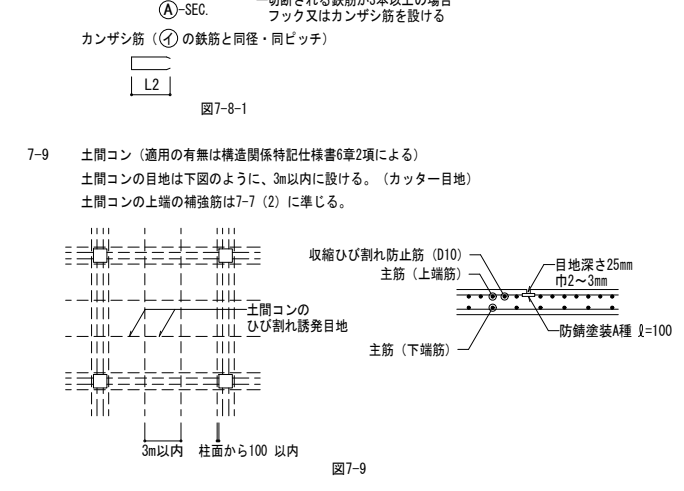 Ⓐ-SEC.
切断される鉄筋が3本以上の場合
フック又はカンザシ筋を設ける
カンザシ筋（㋑の鉄筋と同径・同ピッチ）
L2
図7-8-1
7-9 土間コン（適用の有無は構造関係特記仕様書6章2項による）
土間コンの目地は下図のように、3m以内に設ける。（カッター目地）
土間コンの上端の補強筋は7-7（2）に準じる。
収縮ひび割れ防止筋（D10）
主筋（上端筋）
目地深さ25mm
巾2～3mm
土間コンの
ひび割れ誘発目地
防錆塗装A種 ℓ=100
主筋（下端筋）
3m以内 柱面から100 以内
図7-9